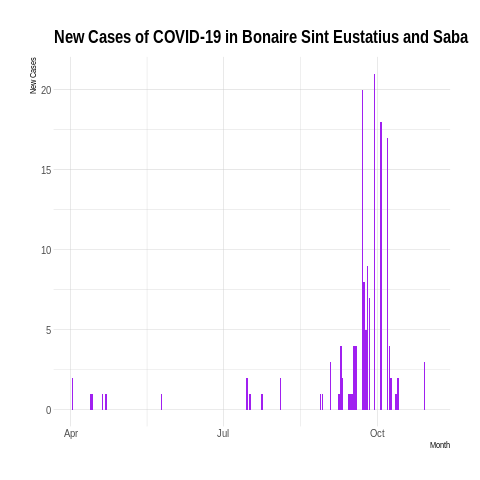 New Cases of COVID-19 in Bonaire Sint Eustatius and Saba
New Cases
20
15
10
5
0
Apr
Jul
Oct
Month